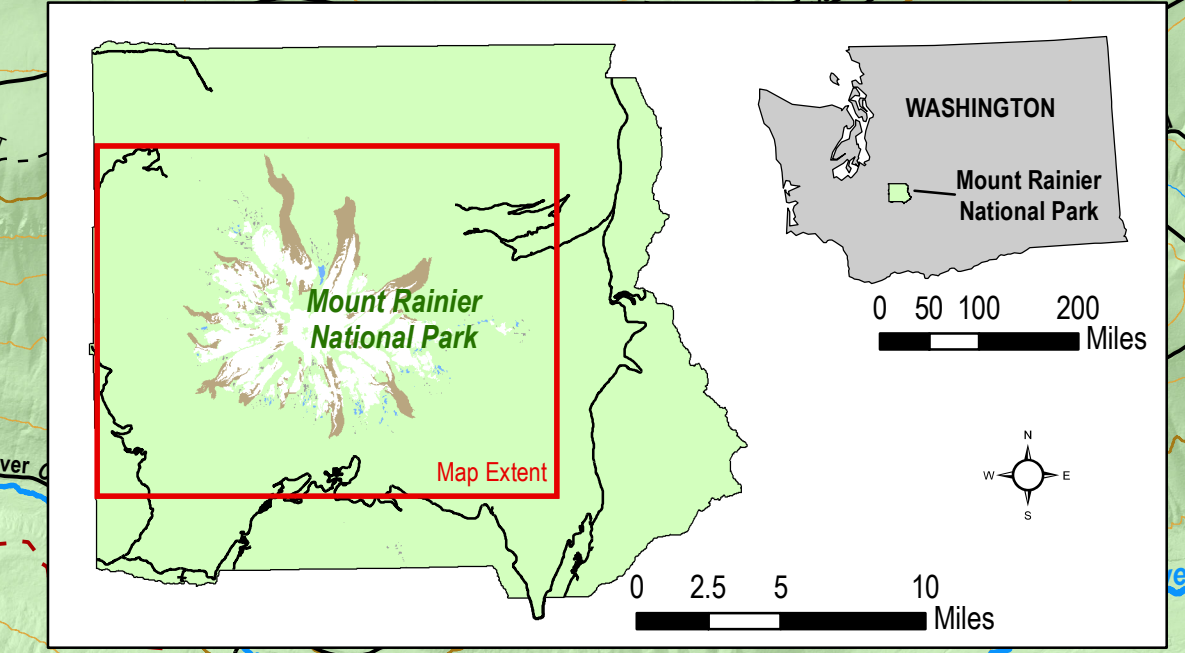 WASHINGTON
Mount Rainier
National Park
0 50 100 200
Miles
Mount Rainier
National Park
Map Extent
N
W E
S
0 2.5 5 10
Miles
ver